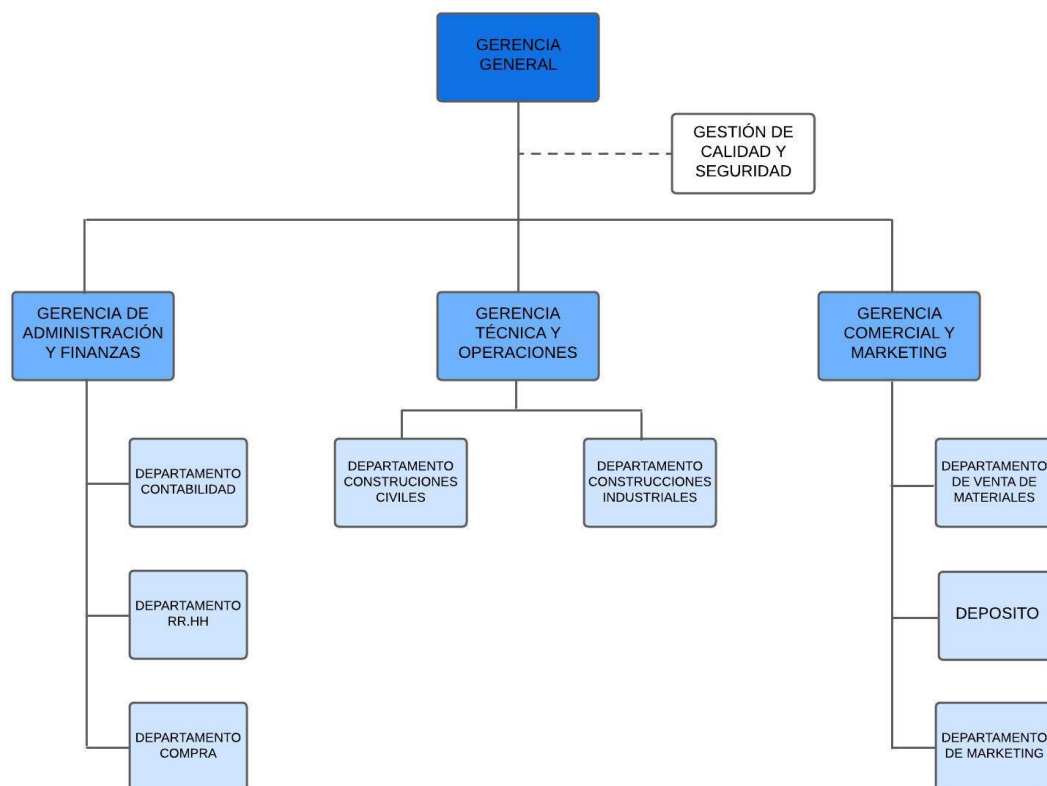 GERENCIA
GENERAL
GESTIÓN DE
CALIDAD Y
SEGURIDAD
GERENCIA DE
ADMINISTRACIÓN
Y FINANZAS
GERENCIA
TÉCNICA Y
OPERACIONES
GERENCIA
COMERCIAL Y
MARKETING
DEPARTAMENTO
CONTABILIDAD
DEPARTAMENTO
CONSTRUCIONES
CIVILES
DEPARTAMENTO
CONSTRUCCIONES
INDUSTRIALES
DEPARTAMENTO
DE VENTA DE
MATERIALES
DEPARTAMENTO
RR.HH
DEPOSITO
DEPARTAMENTO
COMPRA
DEPARTAMENTO
DE MARKETING